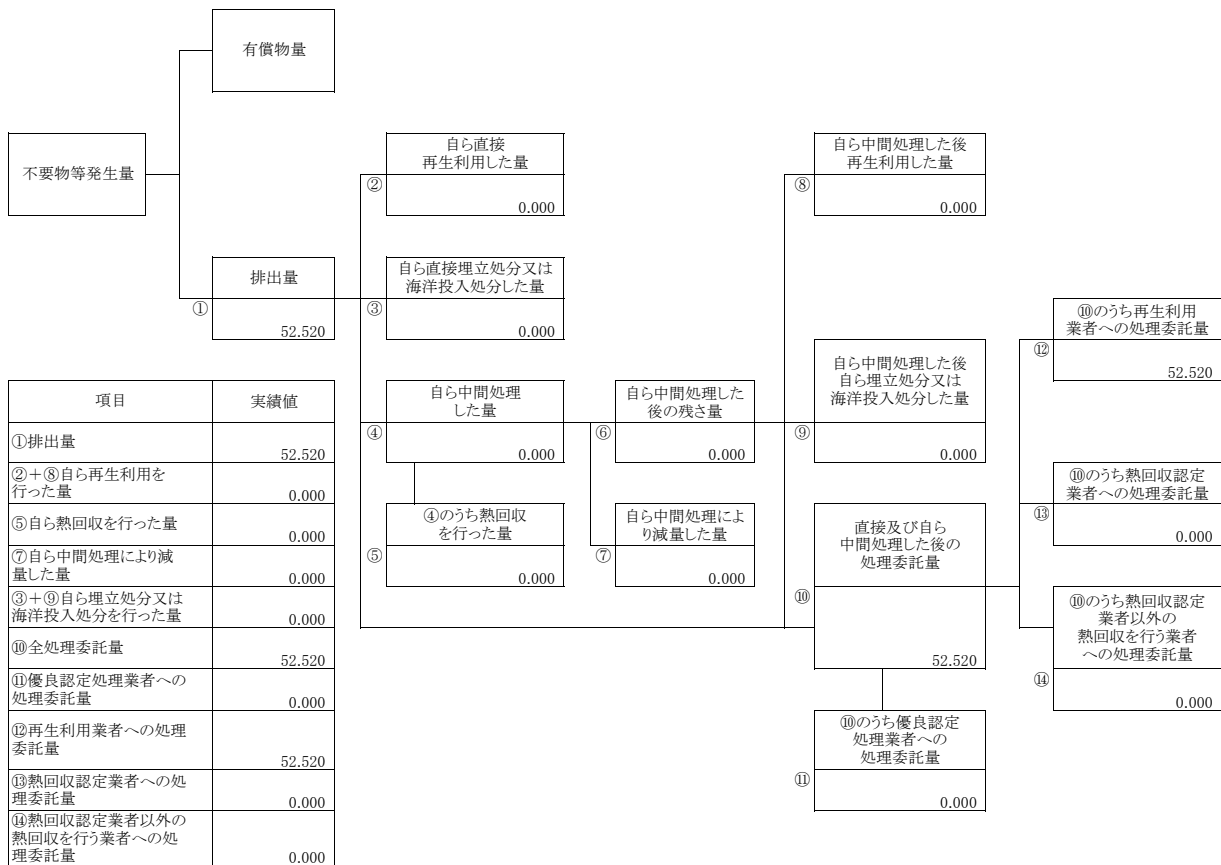 有償物量
不要物等発生量
自ら直接
再生利用した量
②
0.000
自ら中間処理した後
再生利用した量
⑧
0.000
排出量
①
52.520
自ら直接埋立処分又は
海洋投入処分した量
③
0.000
⑩のうち再生利用
業者への処理委託量
⑫
52.520
自ら中間処理
した量
④
0.000
自ら中間処理した
後の残さ量
⑥
0.000
自ら中間処理した後
自ら埋立処分又は
海洋投入処分した量
⑨
0.000
④のうち熱回収
を行った量
⑤
0.000
自ら中間処理によ
り減量した量
⑦
0.000
直接及び自ら
中間処理した後の
処理委託量
⑩
52.520
⑩のうち熱回収認定
業者への処理委託量
⑬
0.000
⑩のうち熱回収認定
業者以外の
熱回収を行う業者
への処理委託量
⑭
0.000
⑩のうち優良認定
処理業者への
処理委託量
⑪
0.000
項目 実績値
①排出量 52.520
②+⑧自ら再生利用を
行った量 0.000
⑤自ら熱回収を行った量 0.000
⑦自ら中間処理により減
量した量 0.000
③+⑨自ら埋立処分又は
海洋投入処分を行った量 0.000
⑩全処理委託量 52.520
⑪優良認定処理業者への
処理委託量 0.000
⑫再生利用業者への処理
委託量 52.520
⑬熱回収認定業者への処
理委託量 0.000
⑭熱回収認定業者以外の
熱回収を行う業者への処
理委託量 0.000